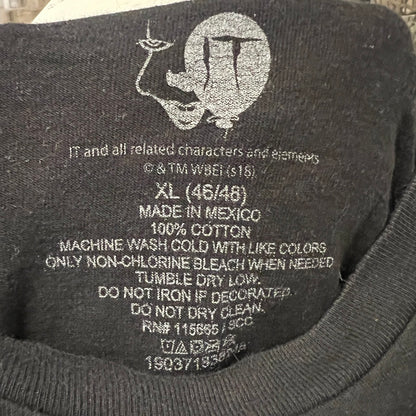 IT
IT and all related characters and elements
© & TM WBEI (s18)
XL (46/48)
MADE IN MEXICO
100% COTTON
MACHINE WASH COLD WITH LIKE COLORS
ONLY NON-CHLORINE BLEACH WHEN NEEDED
TUMBLE DRY LOW.
DO NOT IRON IF DECORATED.
DO NOT DRY CLEAN.
RN# 115665 / SCC